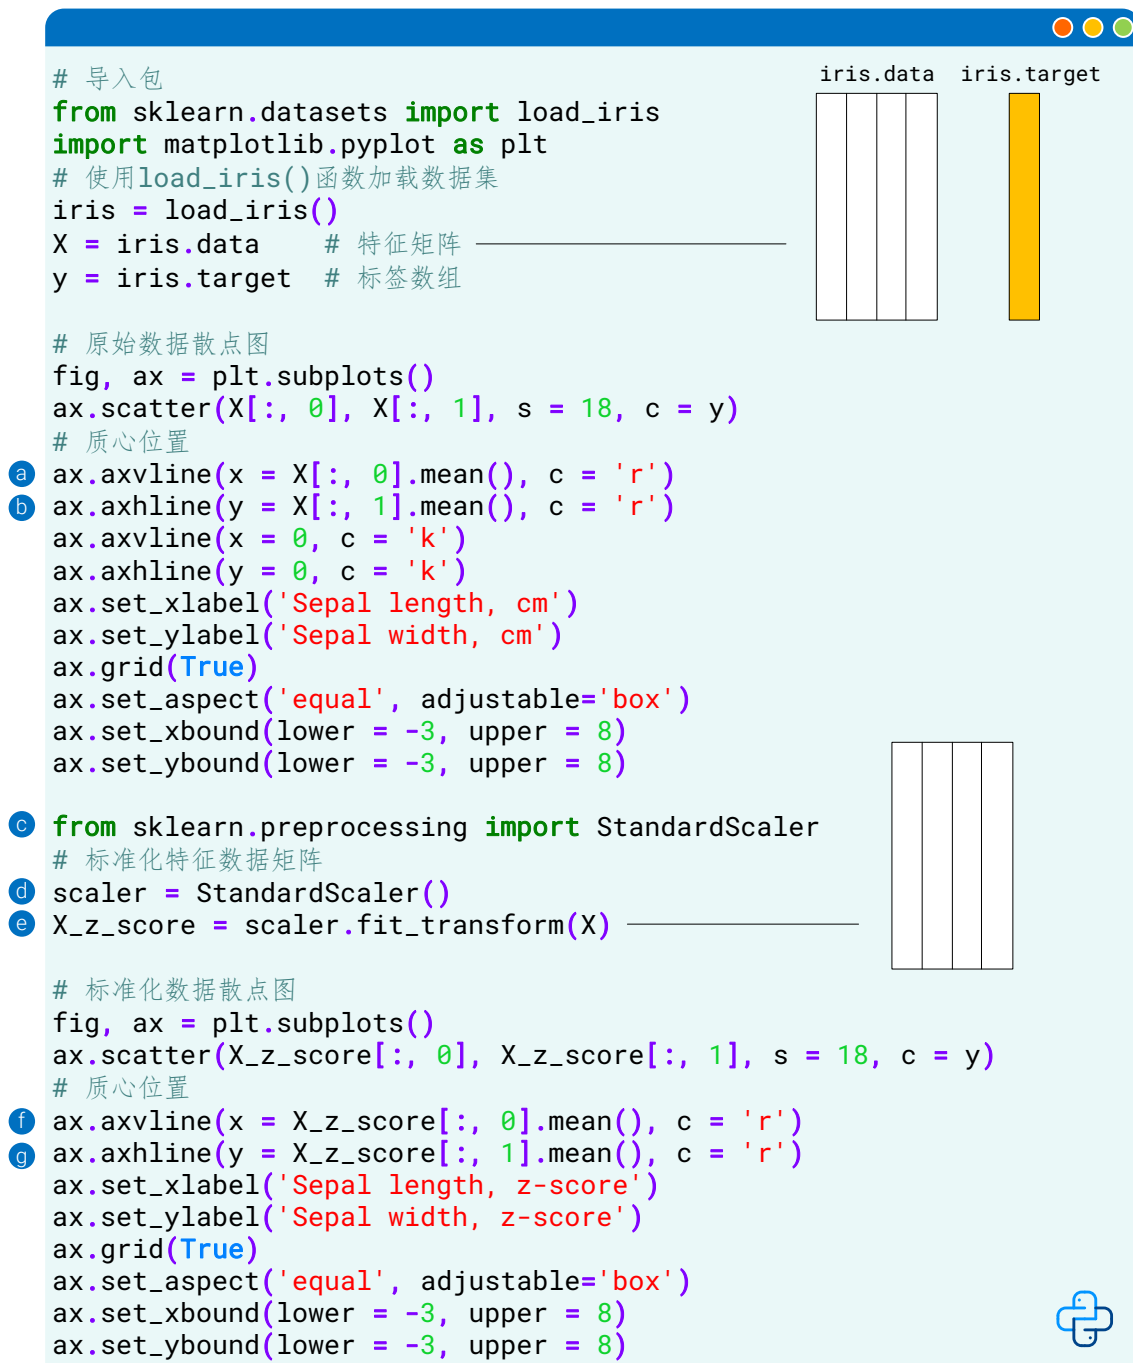 iris.data iris.target
# 导入包
from sklearn.datasets import load_iris
import matplotlib.pyplot as plt
# 使用load_iris()函数加载数据集
iris = load_iris()
X = iris.data    # 特征矩阵
y = iris.target  # 标签数组
# 原始数据散点图
fig, ax = plt.subplots()
ax.scatter(X[:, 0], X[:, 1], s = 18, c = y)
# 质心位置
a ax.axvline(x = X[:, 0].mean(), c = 'r')
b ax.axhline(y = X[:, 1].mean(), c = 'r')
ax.axvline(x = 0, c = 'k')
ax.axhline(y = 0, c = 'k')
ax.set_xlabel('Sepal length, cm')
ax.set_ylabel('Sepal width, cm')
ax.grid(True)
ax.set_aspect('equal', adjustable='box')
ax.set_xbound(lower = -3, upper = 8)
ax.set_ybound(lower = -3, upper = 8)
c from sklearn.preprocessing import StandardScaler
# 标准化特征数据矩阵
d scaler = StandardScaler()
e X_z_score = scaler.fit_transform(X)
# 标准化数据散点图
fig, ax = plt.subplots()
ax.scatter(X_z_score[:, 0], X_z_score[:, 1], s = 18, c = y)
# 质心位置
f ax.axvline(x = X_z_score[:, 0].mean(), c = 'r')
g ax.axhline(y = X_z_score[:, 1].mean(), c = 'r')
ax.set_xlabel('Sepal length, z-score')
ax.set_ylabel('Sepal width, z-score')
ax.grid(True)
ax.set_aspect('equal', adjustable='box')
ax.set_xbound(lower = -3, upper = 8)
ax.set_ybound(lower = -3, upper = 8)